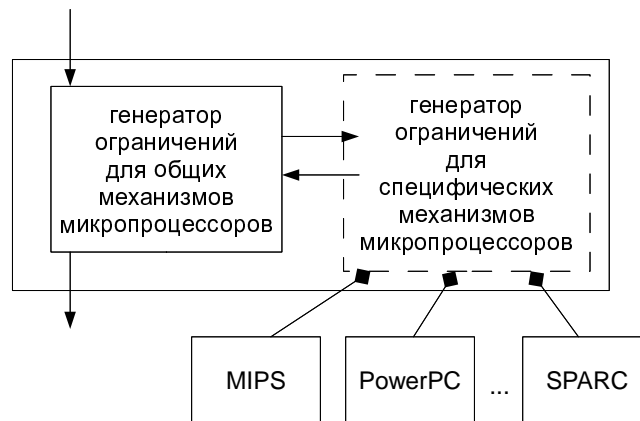 генератор
ограничений
для общих
механизмов
микропроцессоров
генератор
ограничений
для
специфических
механизмов
микропроцессоров
MIPS
PowerPC
...
SPARC